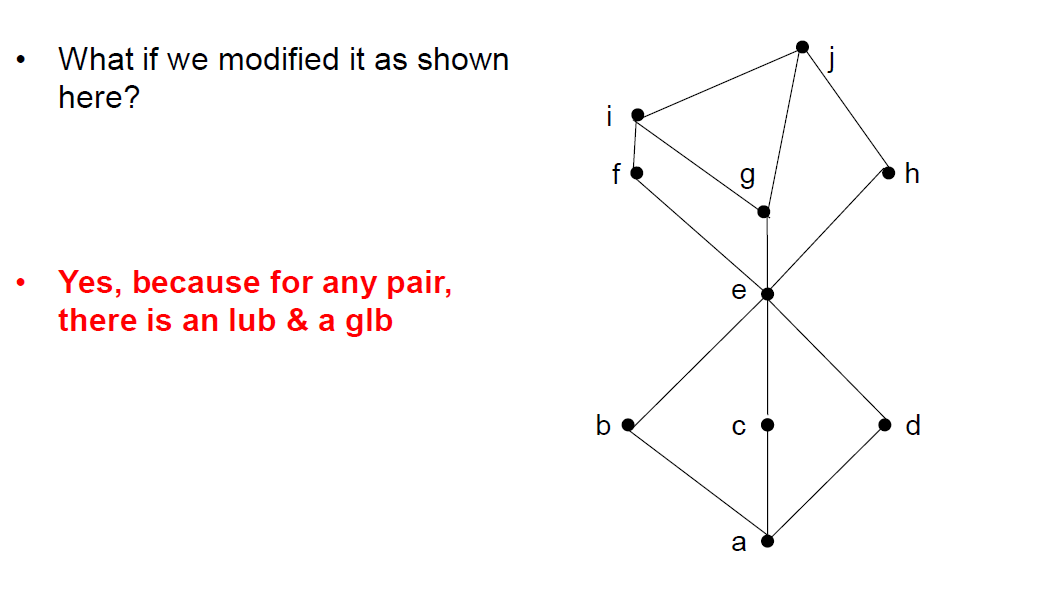 • What if we modified it as shown
here?
• Yes, because for any pair,
there is an lub & a glb
j
i
f g h
e
b c d
a